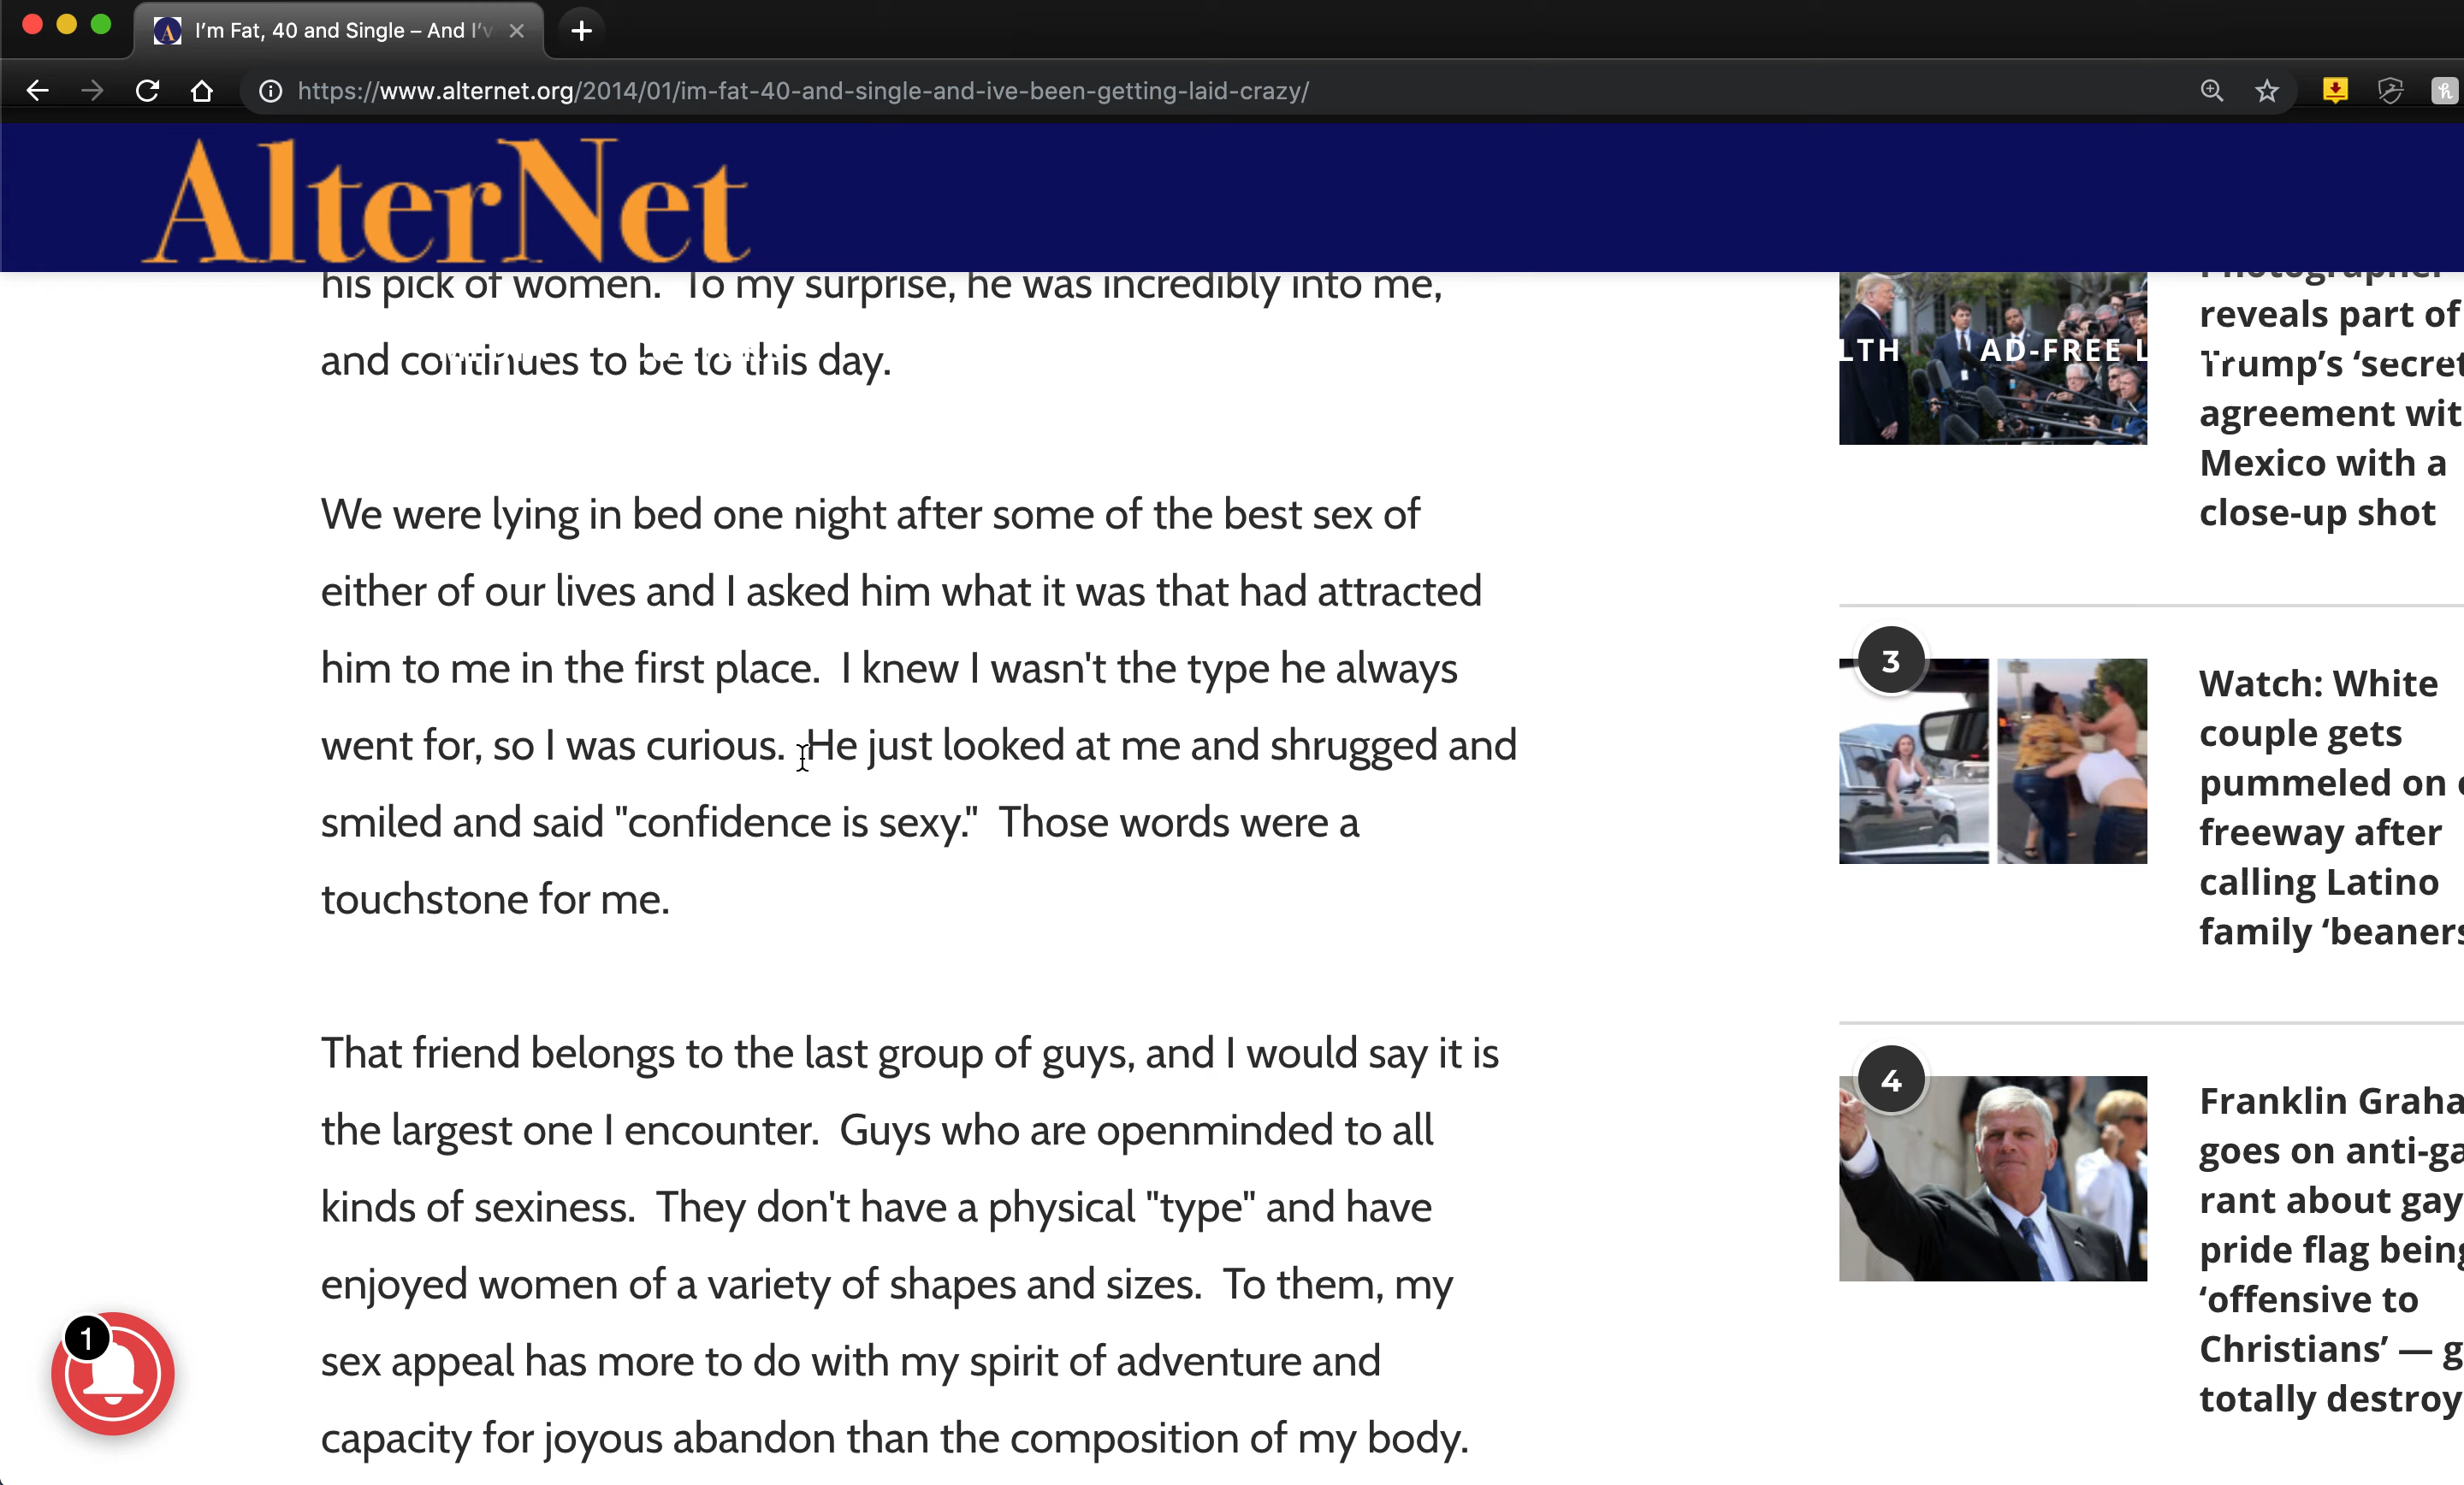 I'm Fat, 40 and Single – And I'v
https://www.alternet.org/2014/01/im-fat-40-and-single-and-ive-been-getting-laid-crazy/
AlterNet
his pick of women. To my surprise, he was incredibly into me,
and continues to be to this day.
We were lying in bed one night after some of the best sex of
either of our lives and I asked him what it was that had attracted
him to me in the first place. I knew I wasn't the type he always
went for, so I was curious. He just looked at me and shrugged and
smiled and said "confidence is sexy." Those words were a
touchstone for me.
That friend belongs to the last group of guys, and I would say it is
the largest one I encounter. Guys who are openminded to all
kinds of sexiness. They don't have a physical "type" and have
enjoyed women of a variety of shapes and sizes. To them, my
sex appeal has more to do with my spirit of adventure and
capacity for joyous abandon than the composition of my body.
1
LTH AD-FREE L
Photographer
reveals part of
Trump's 'secret
agreement wit
Mexico with a
close-up shot
3
Watch: White
couple gets
pummeled on
freeway after
calling Latino
family 'beaners
4
Franklin Graha
goes on anti-ga
rant about gay
pride flag being
'offensive to
Christians' — g
totally destroy